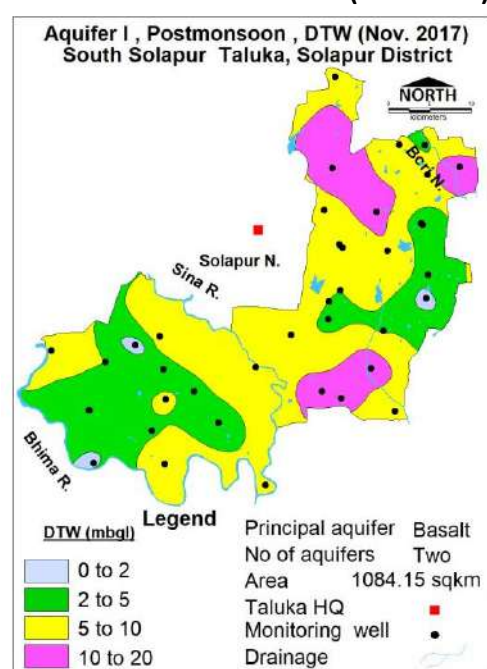 Aquifer I , Postmonsoon , DTW (Nov. 2017)
South Solapur Taluka, Solapur District
NORTH
kilometers
Bori N.
Solapur N.
Sina R.
Bhima R.
Legend
DTW (mbgl)
0 to 2
2 to 5
5 to 10
10 to 20
Principal aquifer Basalt
No of aquifers Two
Area 1084.15 sqkm
Taluka HQ
Monitoring well
Drainage